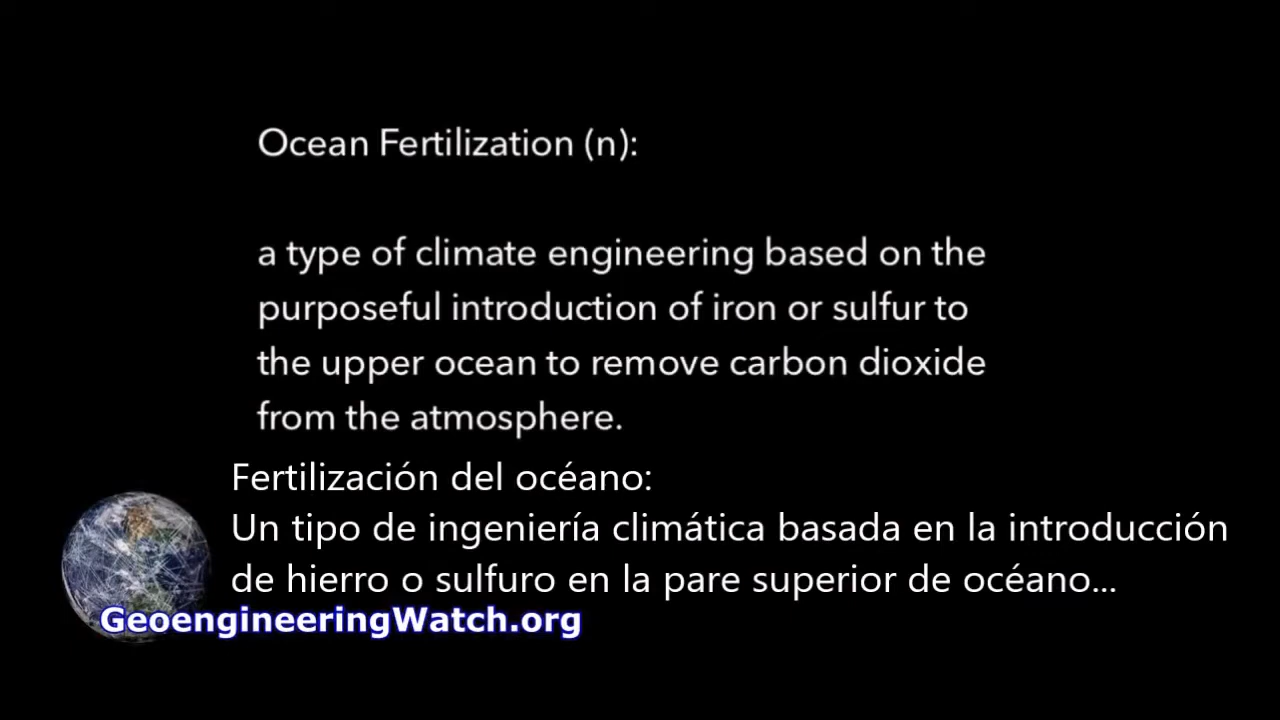 Ocean Fertilization (n):
a type of climate engineering based on the
purposeful introduction of iron or sulfur to
the upper ocean to remove carbon dioxide
from the atmosphere.
Fertilización del océano:
Un tipo de ingeniería climática basada en la introducción
de hierro o sulfuro en la pare superior de océano...
GeoengineeringWatch.org